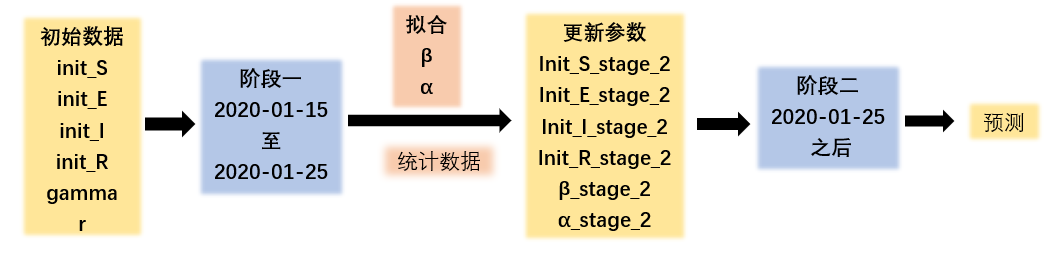 初始数据
init_S
init_E
init_I
init_R
gamma
r
阶段一
2020-01-15
至
2020-01-25
拟合
β
α
统计数据
更新参数
Init_S_stage_2
Init_E_stage_2
Init_I_stage_2
Init_R_stage_2
β_stage_2
α_stage_2
阶段二
2020-01-25
之后
预测